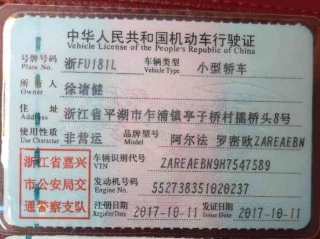 中华人民共和国机动车行驶证
Vehicle License of the People's Republic of China
号牌号码 浙FU181L 车辆类型 小型轿车
Plate No. Vehicle Type
所有人 徐诸健
Owner
住址 浙江省平湖市乍浦镇亭子桥村摇桥头8号
Address
使用性质 非营运 品牌型号 阿尔法 罗密欧ZAREAEBN
Use Character Model
浙江省嘉兴
市公安局交
通警察支队
车辆识别代号 ZAREAEBN9H7547589
VIN
发动机号码 552738351020237
Engine No.
注册日期 2017-10-11 发证日期 2017-10-11
Register Date Issue Date